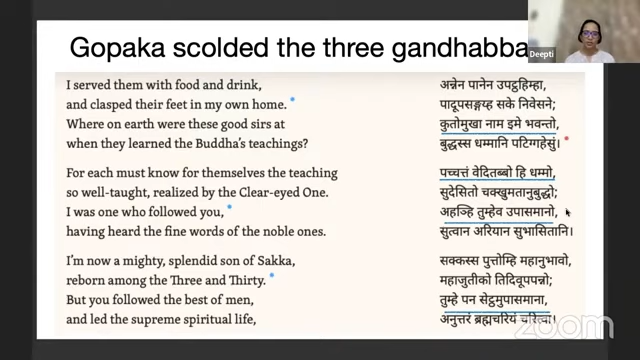 Gopaka scolded the three gandhabba
Deepti
I served them with food and drink,
and clasped their feet in my own home.
Where on earth were these good sirs at
when they learned the Buddha's teachings?
For each must know for themselves the teaching
so well-taught, realized by the Clear-eyed One.
I was one who followed you,
having heard the fine words of the noble ones.
I'm now a mighty, splendid son of Sakka,
reborn among the Three and Thirty.
But you followed the best of men,
and led the supreme spiritual life,
अन्नेन पानेन उपट्ठहिम्हा,
पादूपसङ्गय्ह सके निवेसने;
कुतोमुखा नाम इमे भवन्तो,
बुद्धस्स धम्मानि पटिग्गहेसुं।
पच्चत्तं वेदितब्बो हि धम्मो,
सुदेसितो चक्खुमतानुबुद्धो;
अहञ्हि तुम्हेव उपासमानो,
सुत्वान अरियान सुभासितानि।
सक्कस्स पुत्तोम्हि महानुभावो,
महाजुतीको तिदिवूपपन्नो;
तुम्हे पन सेट्ठमुपासमाना,
अनुत्तरं ब्रह्मचरियं चरित्वा।
zoom